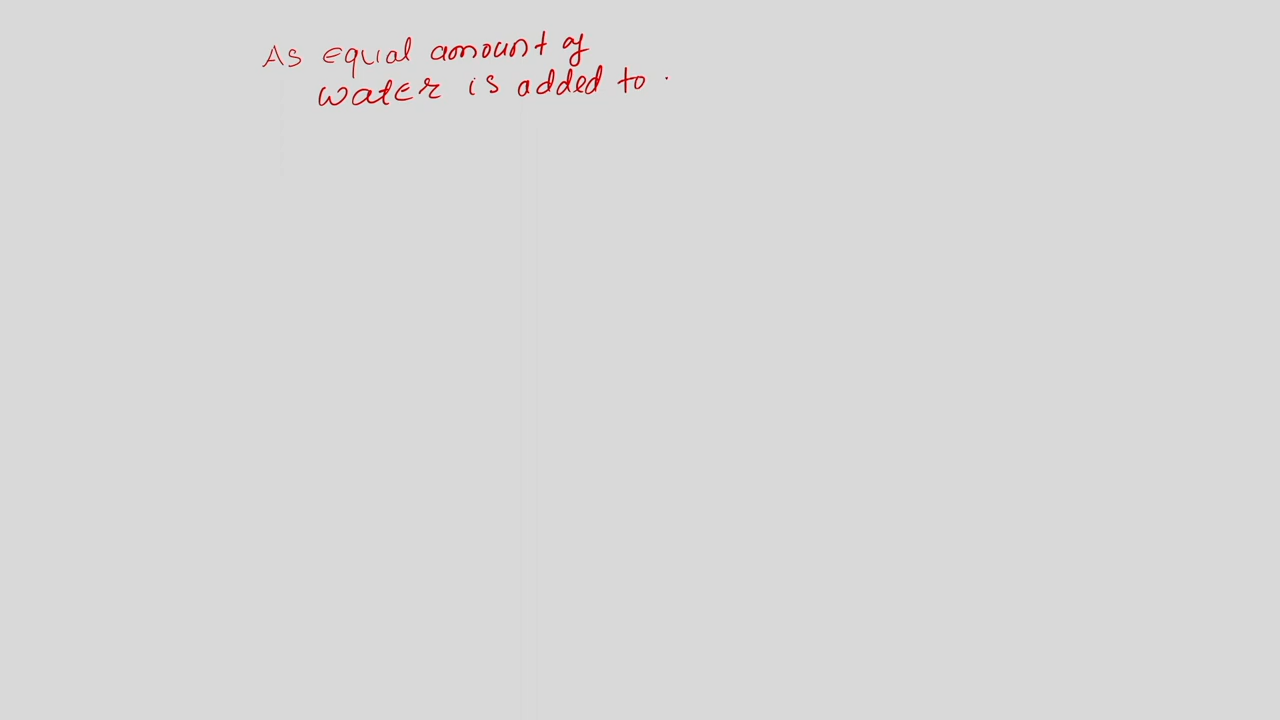 As equal amount of
water is added to .